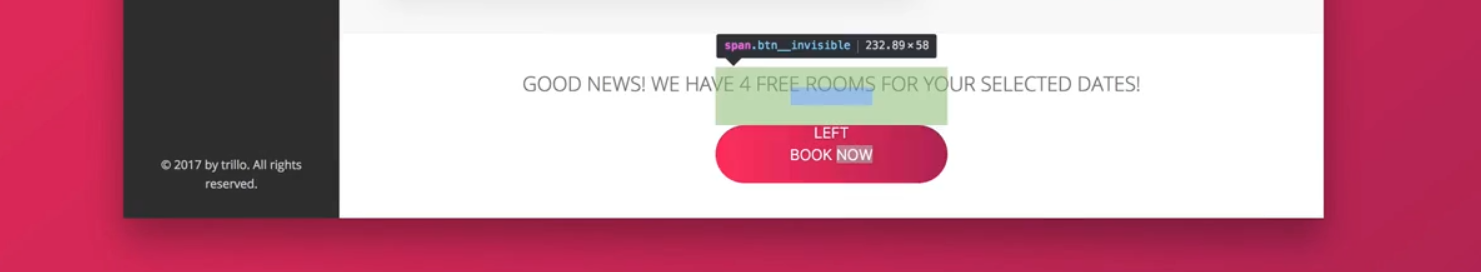 span.btn__invisible | 232.89×58
GOOD NEWS! WE HAVE 4 FREE ROOMS FOR YOUR SELECTED DATES!
LEFT
BOOK NOW
© 2017 by trillo. All rights
reserved.